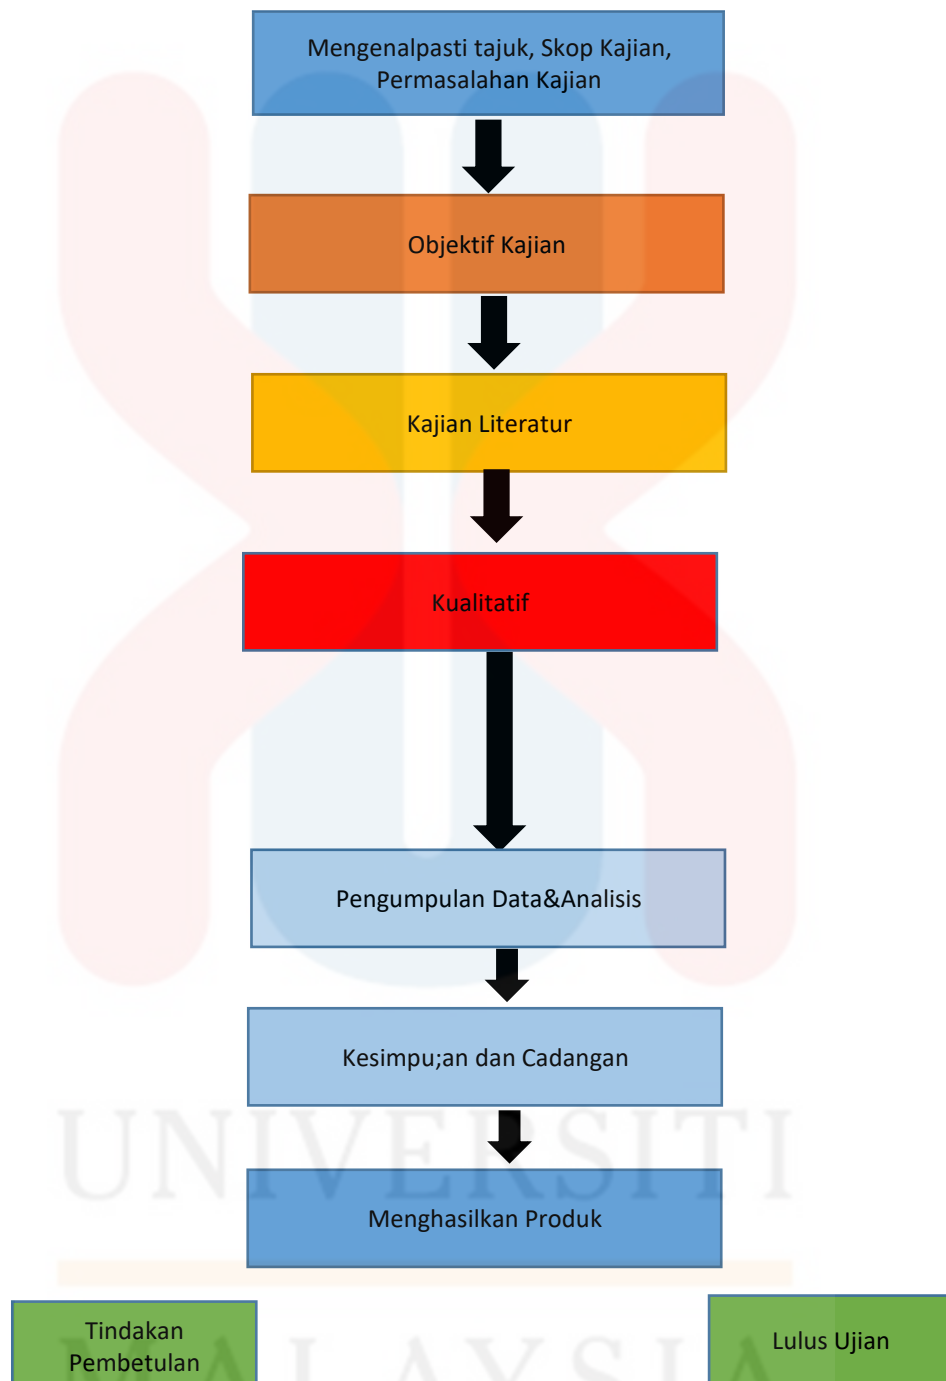 Mengenalpasti tajuk, Skop Kajian,
Permasalahan Kajian
Objektif Kajian
Kajian Literatur
Kualitatif
Pengumpulan Data&Analisis
Kesimpu;an dan Cadangan
UNIVERSITI
Menghasilkan Produk
Tindakan
Pembetulan
Lulus Ujian
MALAYSIA